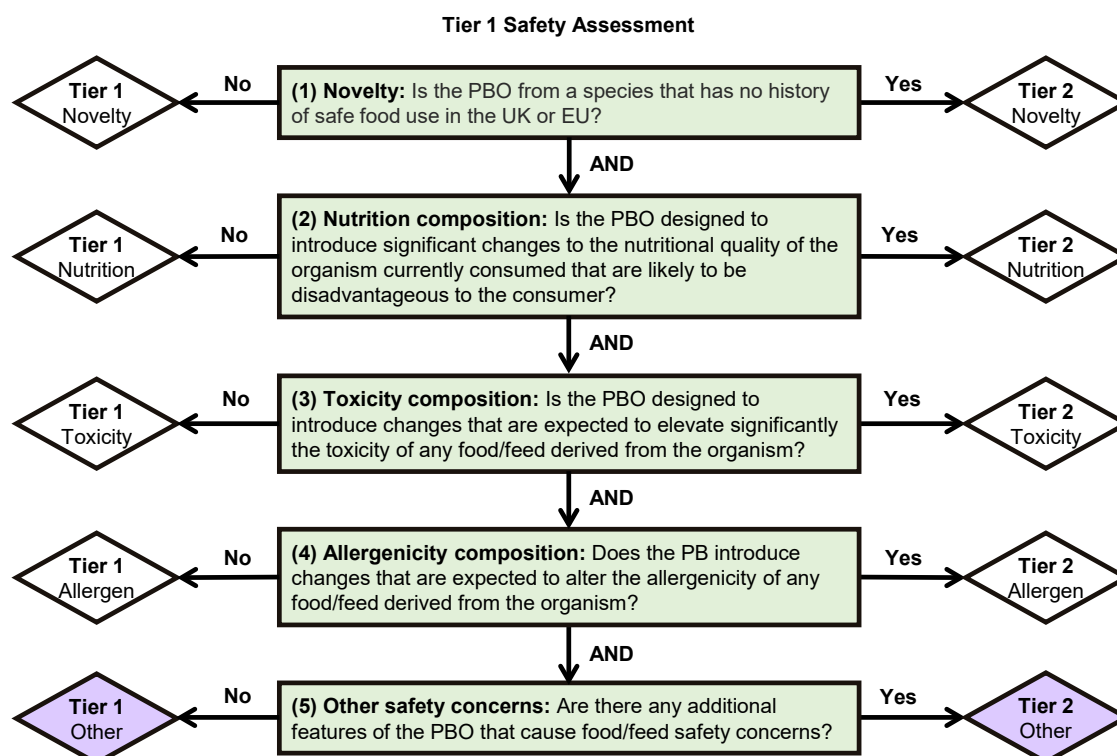 Tier 1 Safety Assessment
Tier 1
Novelty
No
(1) Novelty: Is the PBO from a species that has no history
of safe food use in the UK or EU?
Yes
Tier 2
Novelty
AND
Tier 1
Nutrition
No
(2) Nutrition composition: Is the PBO designed to
introduce significant changes to the nutritional quality of the
organism currently consumed that are likely to be
disadvantageous to the consumer?
Yes
Tier 2
Nutrition
AND
Tier 1
Toxicity
No
(3) Toxicity composition: Is the PBO designed to
introduce changes that are expected to elevate significantly
the toxicity of any food/feed derived from the organism?
Yes
Tier 2
Toxicity
AND
Tier 1
Allergen
No
(4) Allergenicity composition: Does the PB introduce
changes that are expected to alter the allergenicity of any
food/feed derived from the organism?
Yes
Tier 2
Allergen
AND
Tier 1
Other
No
(5) Other safety concerns: Are there any additional
features of the PBO that cause food/feed safety concerns?
Yes
Tier 2
Other